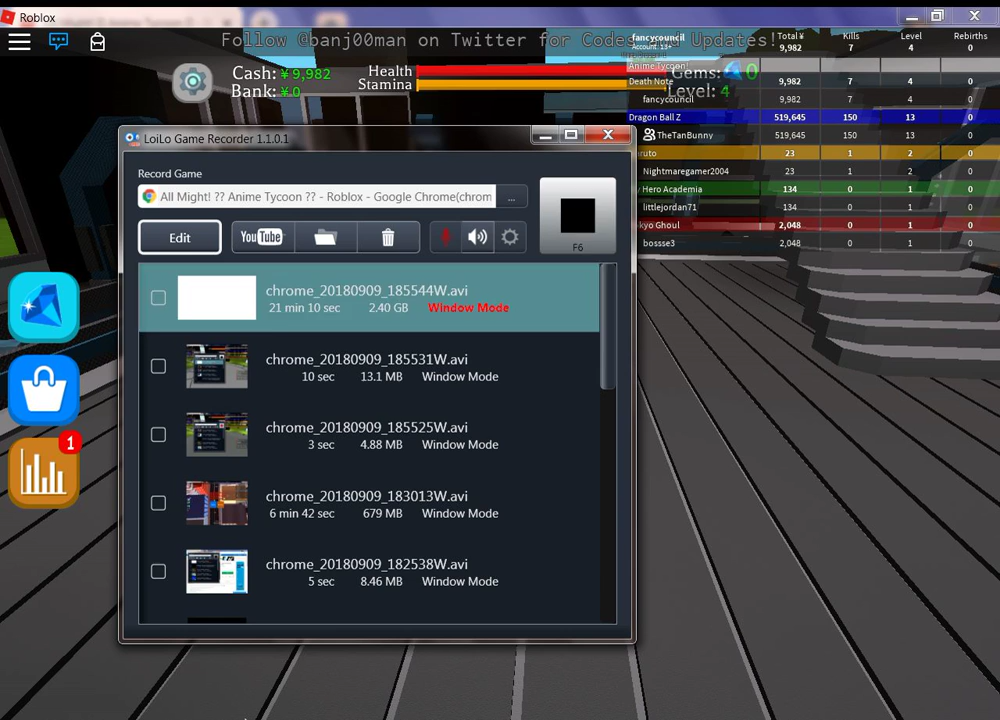 Roblox
Follow @banj00man on Twitter for Codes and Updates!
Cash: ¥9,982
Bank: ¥0
Health
Stamina
Gems: 0
Level: 4
fancycouncil
Account: 13+
Total ¥ Kills Level Rebirths
9,982 7 4 0
Anime Tycoon!
Death Note 9,982 7 4 0
fancycouncil 9,982 7 4 0
Dragon Ball Z 519,645 150 13 0
TheTanBunny 519,645 150 13 0
ruto 23 1 2 0
Nightmaregamer2004 23 1 2 0
y Hero Academia 134 0 1 0
littlejordan71 134 0 1 0
kyo Ghoul 2,048 0 1 0
bossse3 2,048 0 1 0
LoiLo Game Recorder 1.1.0.1
Record Game
All Might! ?? Anime Tycoon ?? - Roblox - Google Chrome(chrom
...
F6
Edit
YouTube
chrome_20180909_185544W.avi
21 min 10 sec 2.40 GB Window Mode
chrome_20180909_185531W.avi
10 sec 13.1 MB Window Mode
chrome_20180909_185525W.avi
3 sec 4.88 MB Window Mode
chrome_20180909_183013W.avi
6 min 42 sec 679 MB Window Mode
chrome_20180909_182538W.avi
5 sec 8.46 MB Window Mode
1